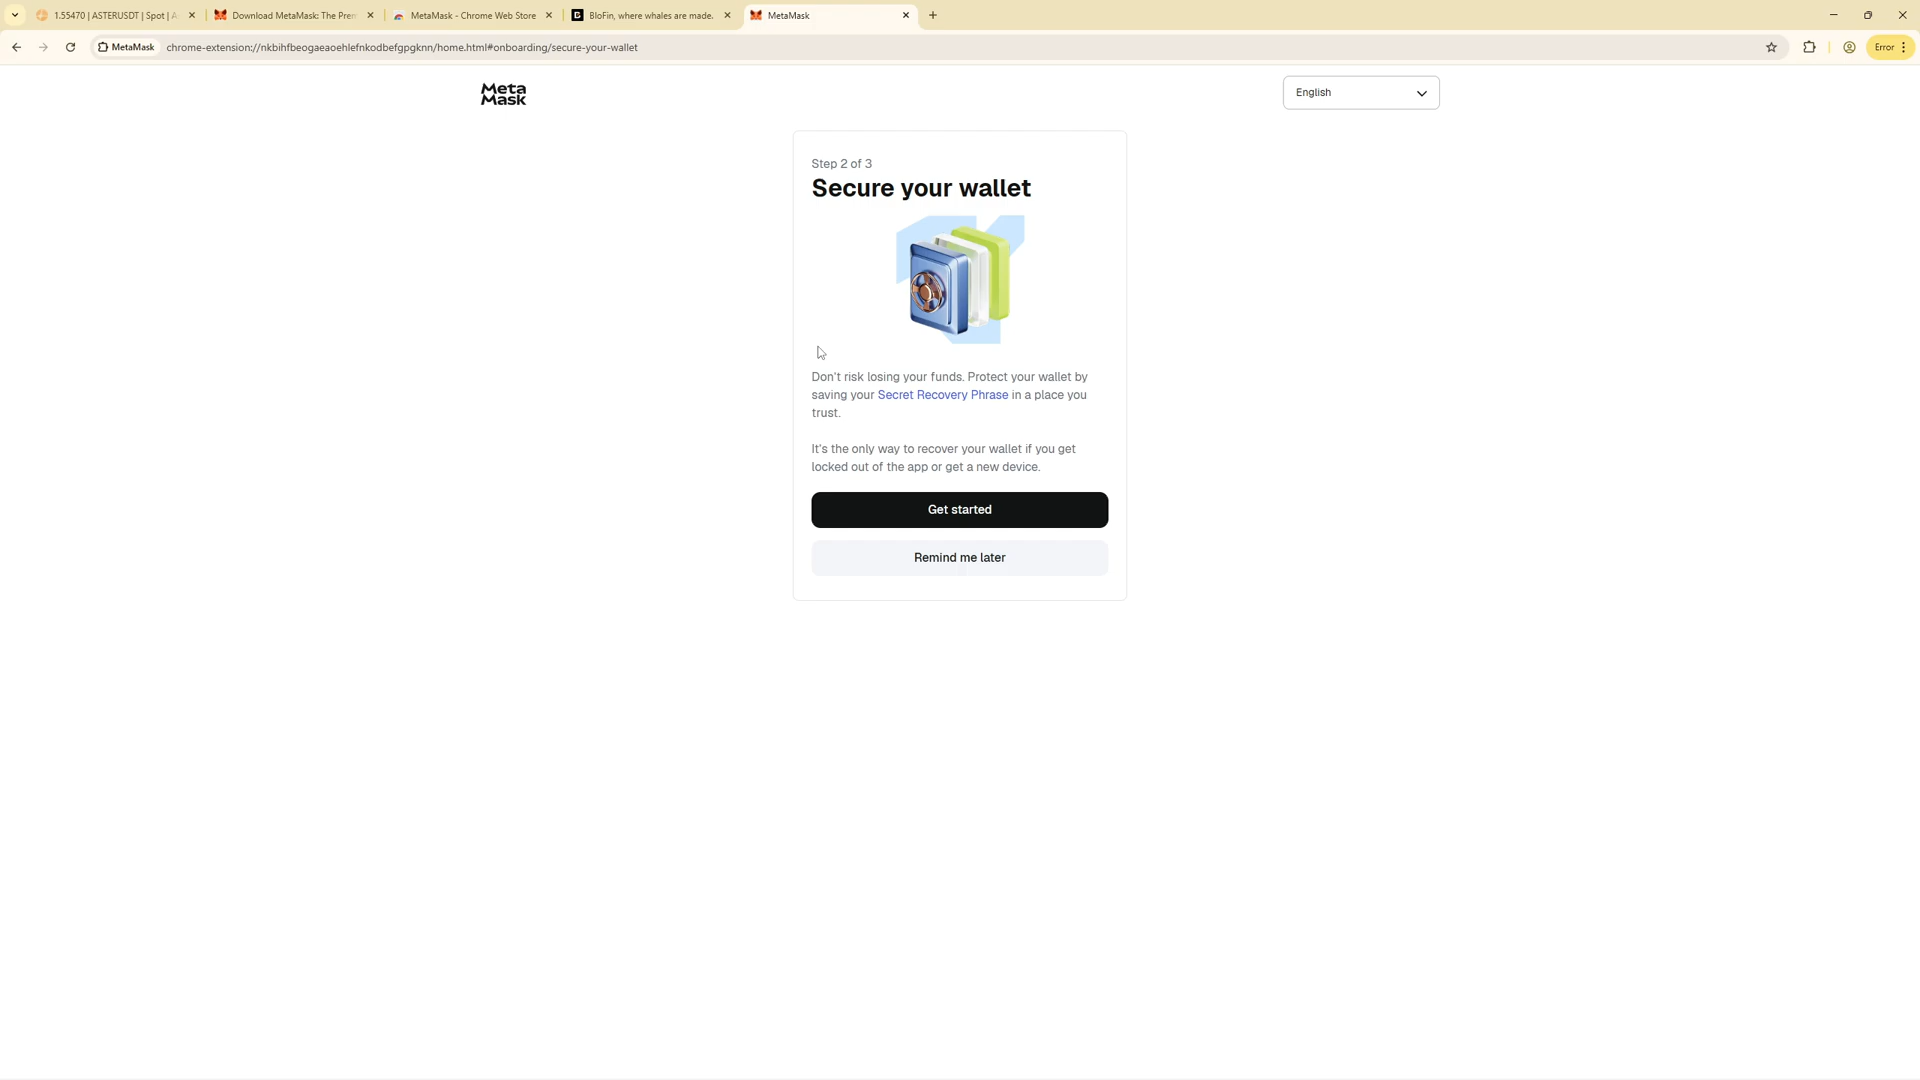 1.55470 | ASTERUSDT | Spot | A
Download MetaMask: The Pren
MetaMask - Chrome Web Store
BloFin, where whales are made.
MetaMask
MetaMask
chrome-extension://nkbihfbeogaeaoehlefnkodbefgpgknn/home.html#onboarding/secure-your-wallet
Error
Meta
Mask
English
Step 2 of 3
Secure your wallet
Don't risk losing your funds. Protect your wallet by
saving your Secret Recovery Phrase in a place you
trust.
It's the only way to recover your wallet if you get
locked out of the app or get a new device.
Get started
Remind me later